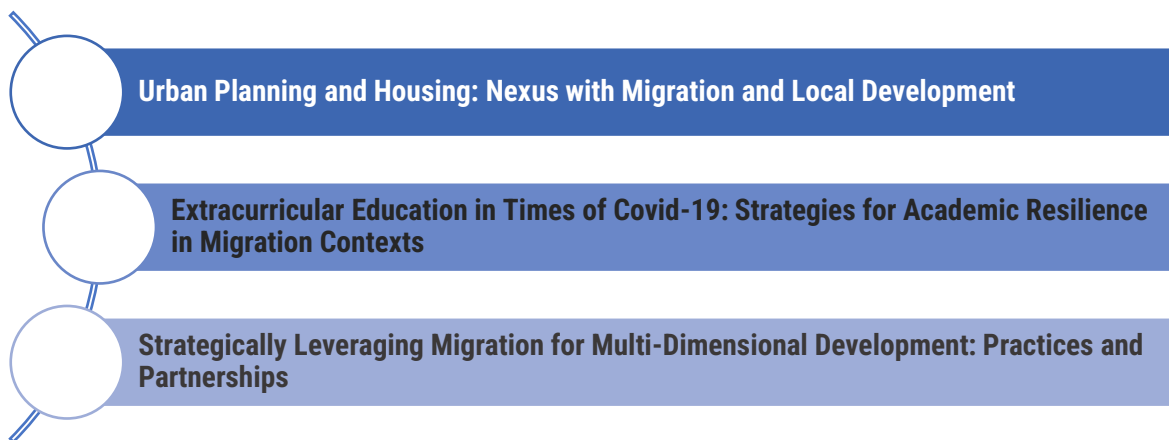 Urban Planning and Housing: Nexus with Migration and Local Development
Extracurricular Education in Times of Covid-19: Strategies for Academic Resilience
in Migration Contexts
Strategically Leveraging Migration for Multi-Dimensional Development: Practices and
Partnerships